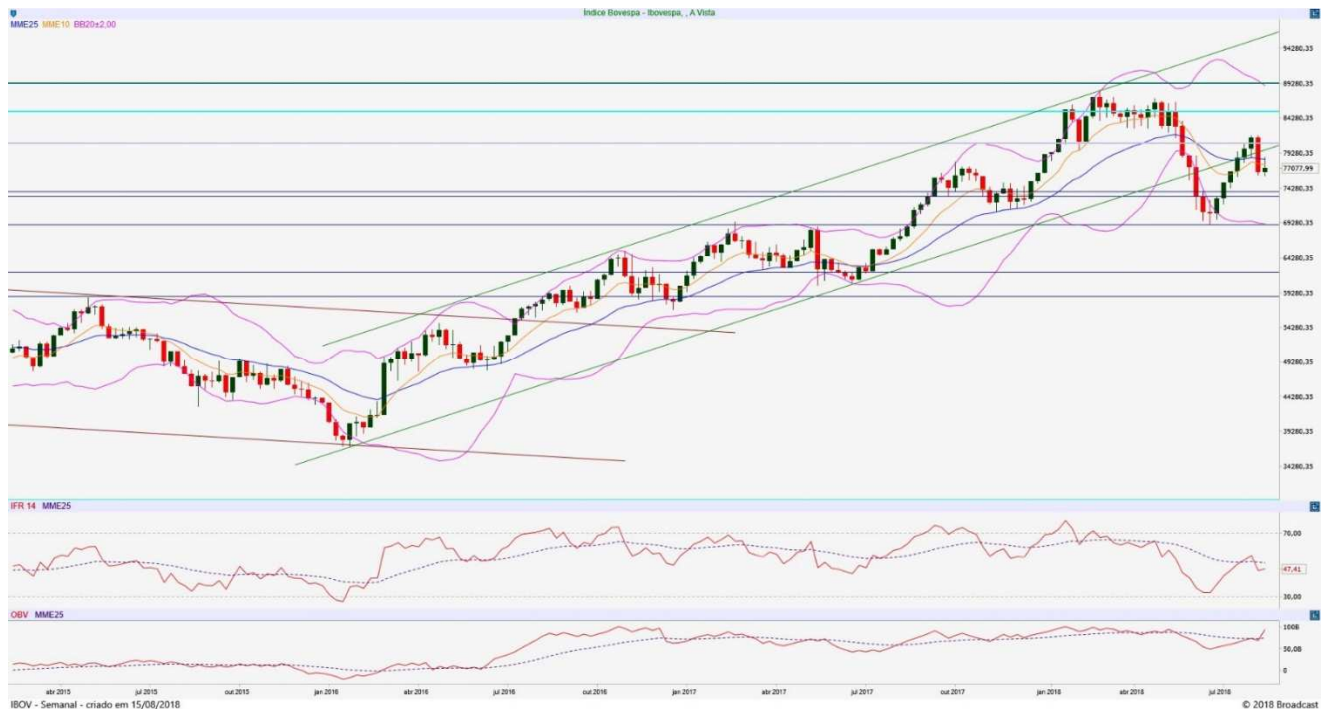 Índice Bovespa - Ibovespa, , A Vista
MME25 MME10 BB20±2,00
94280,35
89280,35
84280,35
79280,35
77077,99
74280,35
69280,35
64280,35
59280,35
54280,35
49280,35
44280,35
39280,35
34280,35
IFR 14 MME25
70,00
47,41
30,00
OBV MME25
100B
50,0B
0
abr 2015 jul 2015 out 2015 jan 2016 abr 2016 jul 2016 out 2016 jan 2017 abr 2017 jul 2017 out 2017 jan 2018 abr 2018 jul 2018
IBOV - Semanal - criado em 15/08/2018 © 2018 Broadcast